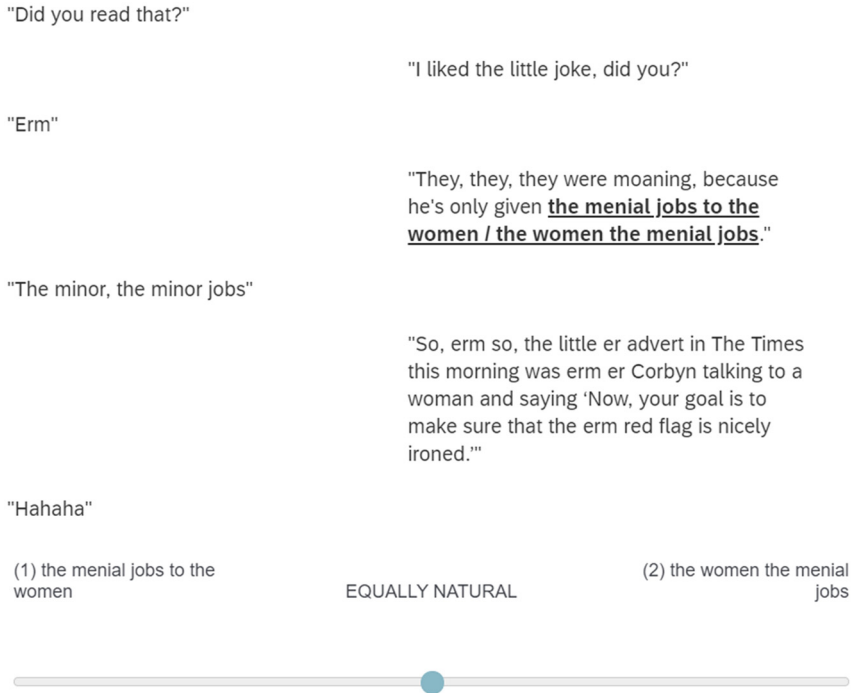 "Did you read that?"
"I liked the little joke, did you?"
"Erm"
"They, they, they were moaning, because
he's only given the menial jobs to the
women / the women the menial jobs."
"The minor, the minor jobs"
"So, erm so, the little er advert in The Times
this morning was erm er Corbyn talking to a
woman and saying ‘Now, your goal is to
make sure that the erm red flag is nicely
ironed.’"
"Hahaha"
(1) the menial jobs to the
women
EQUALLY NATURAL
(2) the women the menial
jobs